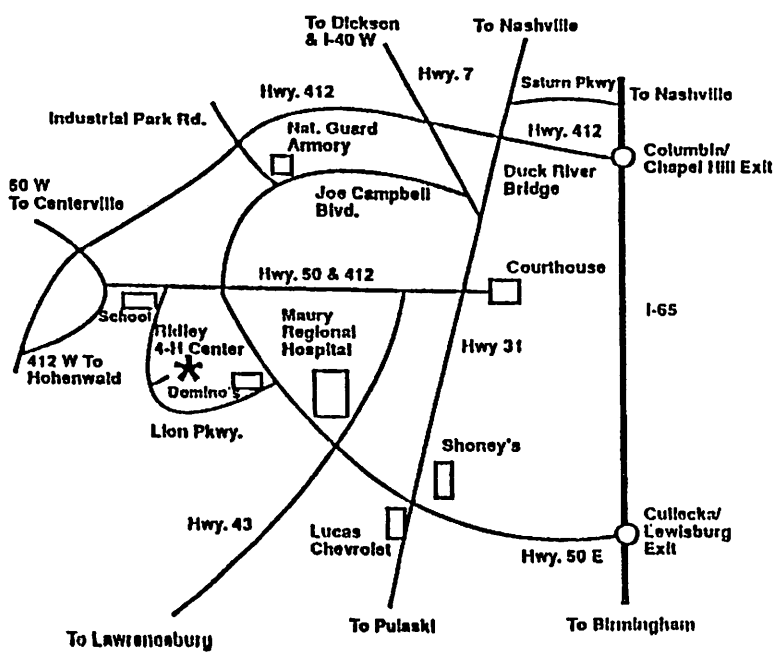 To Dickson
& I-40 W
To Nashville
Hwy. 7
Saturn Pkwy
To Nashville
Hwy. 412
Industrial Park Rd.
Nat. Guard
Armory
Hwy. 412
Columbia/
Chapel Hill Exit
Duck River
Bridge
50 W
To Centerville
Joe Campbell
Blvd.
Hwy. 50 & 412
Courthouse
School
Ridley
4-H Center
Maury
Regional
Hospital
I-65
Hwy 31
412 W To
Hohenwald
Domino's
Lion Pkwy.
Shoney's
Hwy. 43
Lucas
Chevrolet
Culleoka/
Lewisburg
Exit
Hwy. 50 E
To Lawrenceburg
To Pulaski
To Birmingham